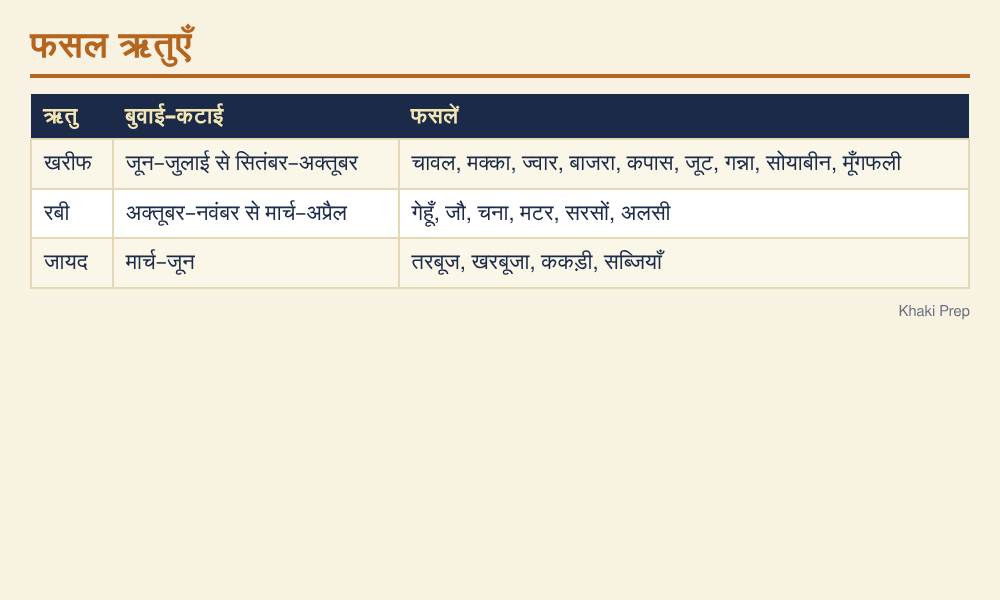 फसल ऋतुएँ
ऋतु बुवाई–कटाई फसलें
खरीफ जून–जुलाई से सितंबर–अक्तूबर चावल, मक्का, ज्वार, बाजरा, कपास, जूट, गन्ना, सोयाबीन, मूँगफली
रबी अक्तूबर–नवंबर से मार्च–अप्रैल गेहूँ, जौ, चना, मटर, सरसों, अलसी
जायद मार्च–जून तरबूज, खरबूजा, ककड़ी, सब्जियाँ
Khaki Prep